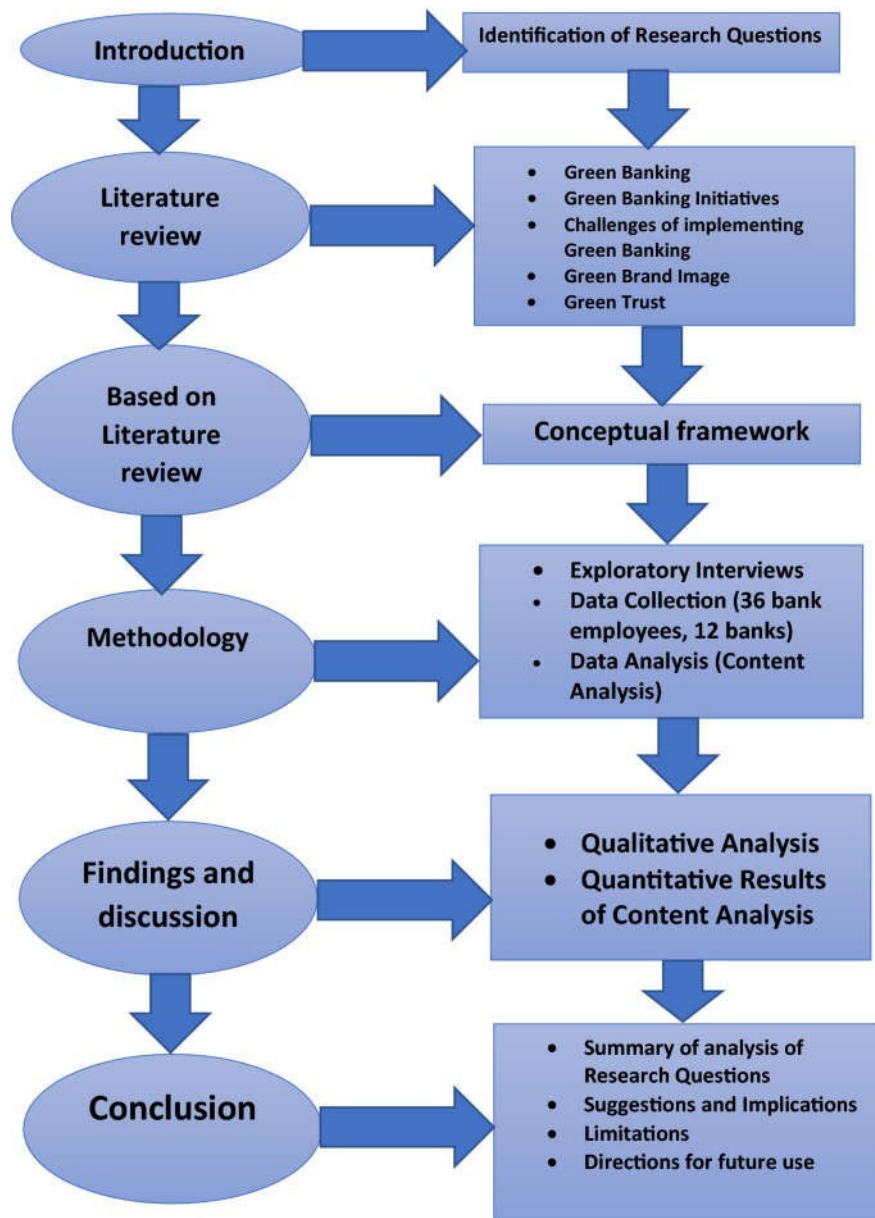 Introduction
Identification of Research Questions
Literature
review
• Green Banking
• Green Banking Initiatives
• Challenges of implementing
Green Banking
• Green Brand Image
• Green Trust
Based on
Literature
review
Conceptual framework
Methodology
• Exploratory Interviews
• Data Collection (36 bank
employees, 12 banks)
• Data Analysis (Content
Analysis)
Findings and
discussion
• Qualitative Analysis
• Quantitative Results
of Content Analysis
Conclusion
• Summary of analysis of
Research Questions
• Suggestions and Implications
• Limitations
• Directions for future use